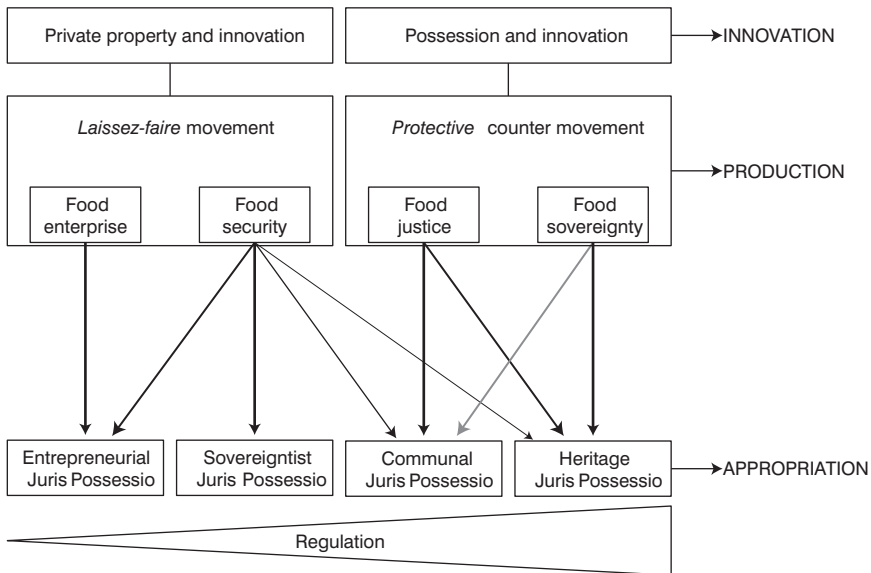 Private property and innovation
Possession and innovation
INNOVATION
Laissez-faire movement
Protective counter movement
PRODUCTION
Food
enterprise
Food
security
Food
justice
Food
sovereignty
Entrepreneurial
Juris Possessio
Sovereigntist
Juris Possessio
Communal
Juris Possessio
Heritage
Juris Possessio
APPROPRIATION
Regulation